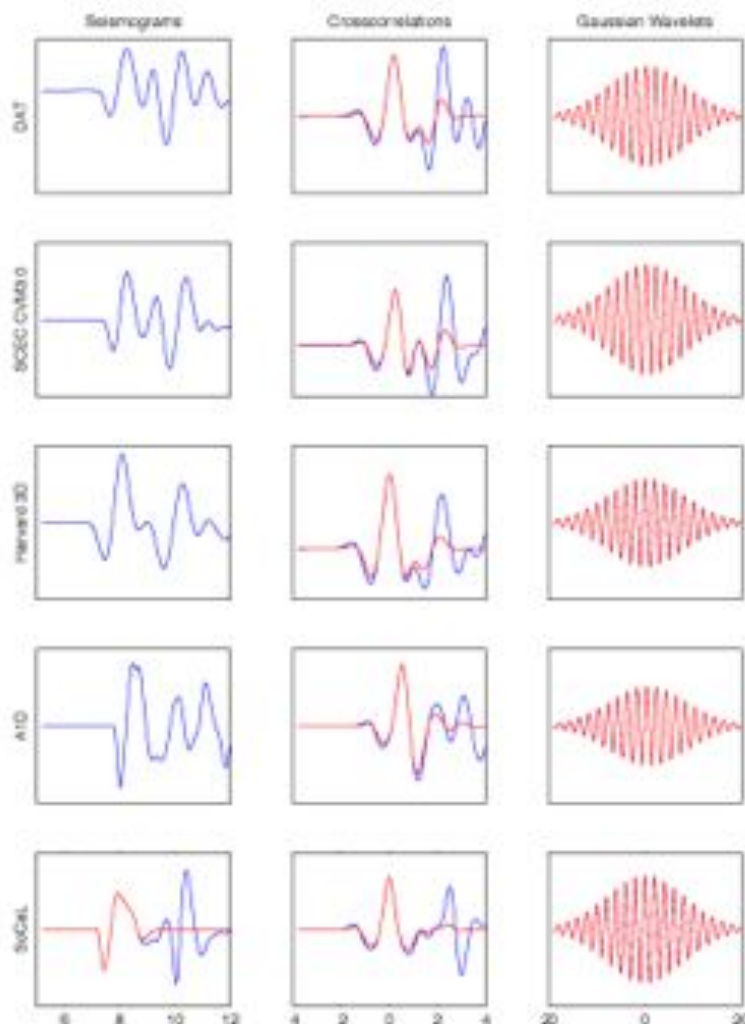 Seismograms Crosscorrelations Gaussian Wavelets
DAT
SCEC CVM3.0
Harvard 3D
A1D
SoCaL
6 8 10 12 4 2 0 2 4 20 0 20